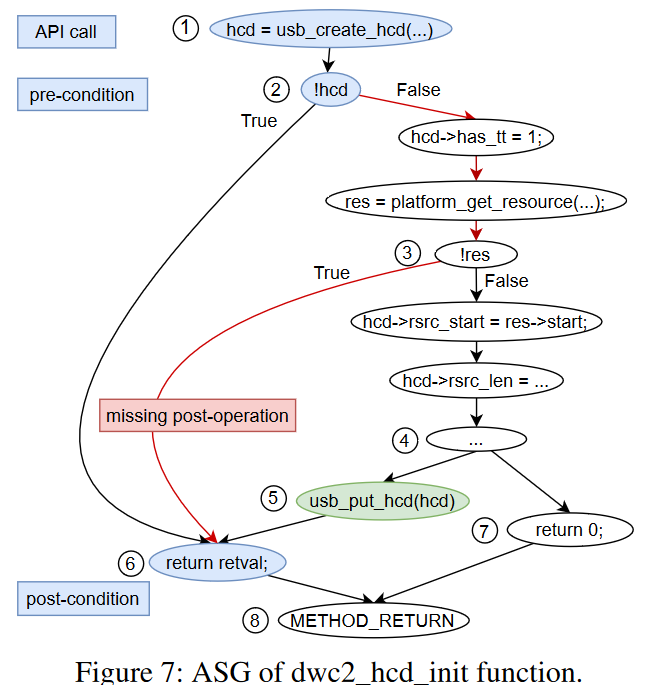 API call
① hcd = usb_create_hcd(...)
pre-condition
② !hcd
False
True
hcd->has_tt = 1;
res = platform_get_resource(...);
③ !res
True
False
hcd->rsrc_start = res->start;
hcd->rsrc_len = ...
missing post-operation
④ ...
⑤ usb_put_hcd(hcd)
⑦ return 0;
⑥ return retval;
post-condition
⑧ METHOD_RETURN
Figure 7: ASG of dwc2_hcd_init function.